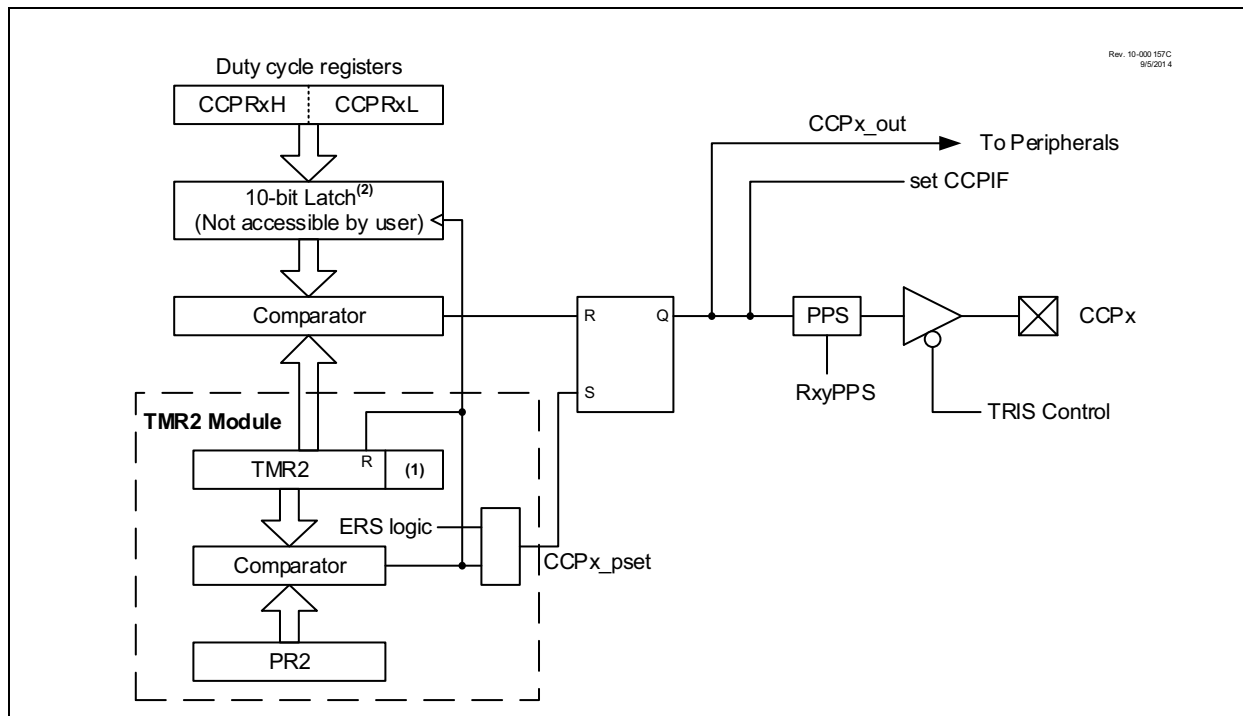 Rev. 10-000 157C
9/5/201 4
Duty cycle registers
CCPRxH CCPRxL
CCPx_out
To Peripherals
set CCPIF
10-bit Latch(2)
(Not accessible by user)
Comparator
R Q
PPS
CCPx
S
RxyPPS
TRIS Control
TMR2 Module
R
TMR2 (1)
ERS logic
CCPx_pset
Comparator
PR2